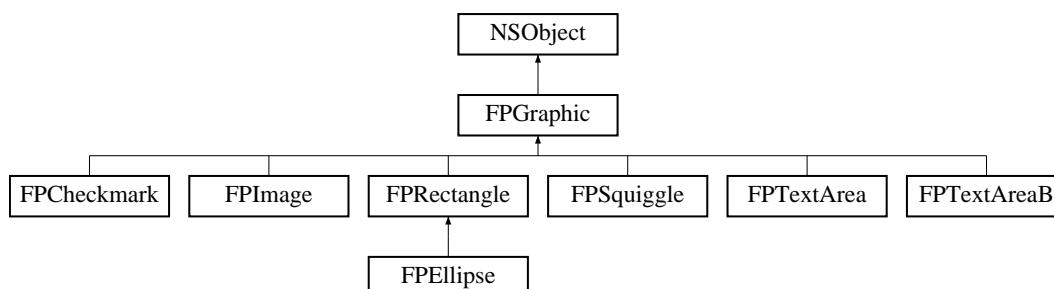 NSObject
FPGraphic
FPCheckmark FPImage FPRectangle FPSquiggle FPTextArea FPTextAreaB
FPEllipse